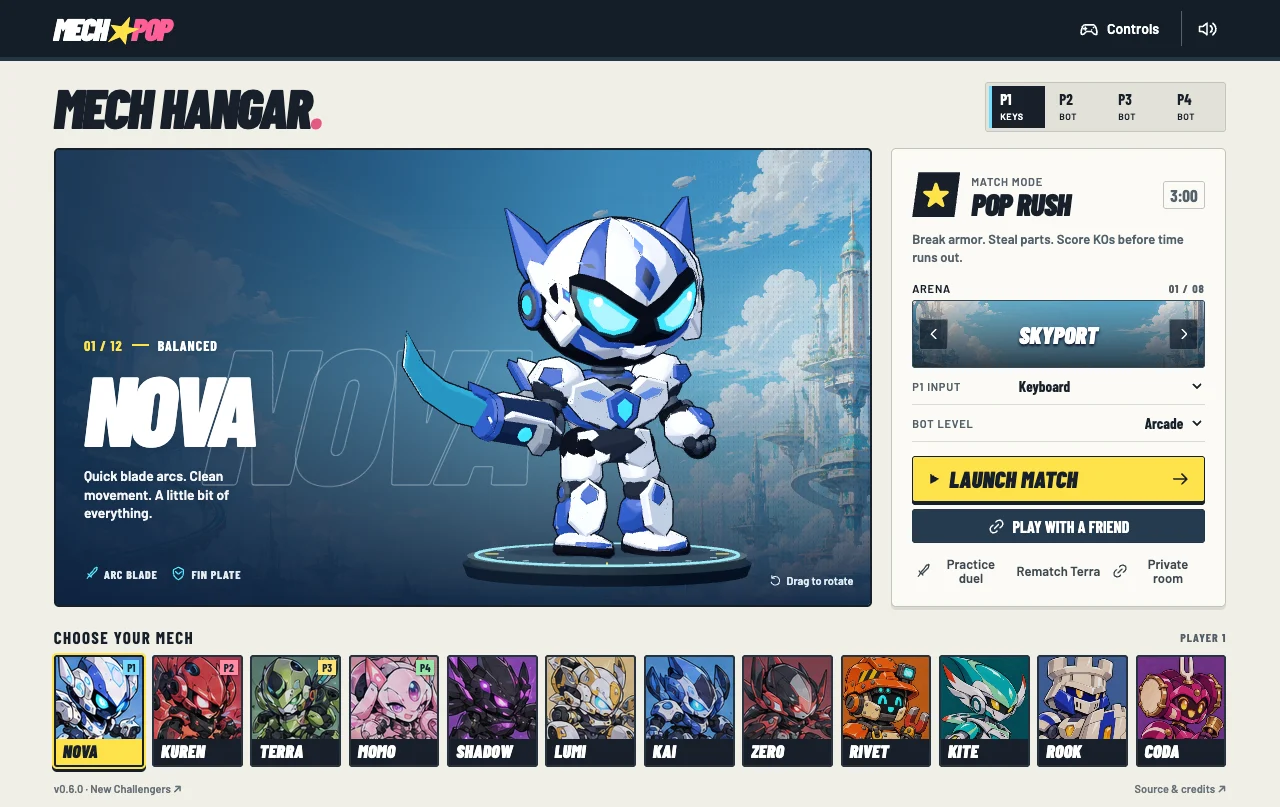 MECH POP
Controls
MECH HANGAR.
P1 P2 P3 P4
KEYS BOT BOT BOT
01 / 12 — BALANCED
NOVA
NOVA
Quick blade arcs. Clean
movement. A little bit of
everything.
ARC BLADE FIN PLATE
Drag to rotate
MATCH MODE
POP RUSH
3:00
Break armor. Steal parts. Score KOs before time
runs out.
ARENA 01 / 08
SKYPORT
P1 INPUT Keyboard
BOT LEVEL Arcade
LAUNCH MATCH
PLAY WITH A FRIEND
Practice
duel
Rematch Terra
Private
room
CHOOSE YOUR MECH
PLAYER 1
P1 P2 P3 P4
NOVA KUREN TERRA MOMO SHADOW LUMI KAI ZERO RIVET KITE ROOK CODA
v0.6.0 · New Challengers ↗
Source & credits ↗